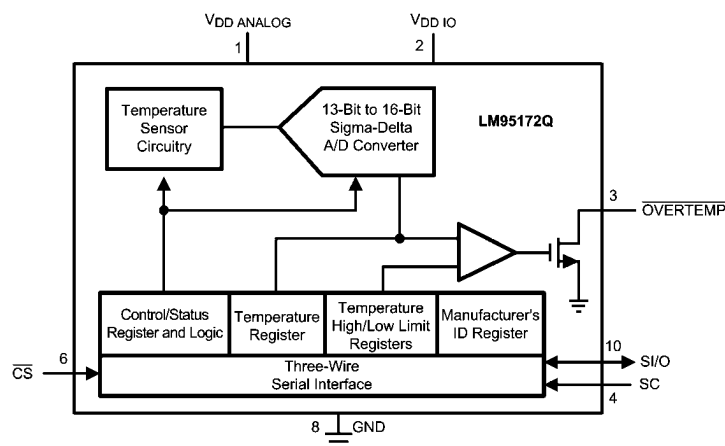 VDD ANALOG
VDD IO
1
2
Temperature
Sensor
Circuitry
13-Bit to 16-Bit
Sigma-Delta
A/D Converter
LM95172Q
3
OVERTEMP
Control/Status
Register and Logic
Temperature
Register
Temperature
High/Low Limit
Registers
Manufacturer's
ID Register
6
CS
Three-Wire
Serial Interface
10
SI/O
SC
4
8
GND